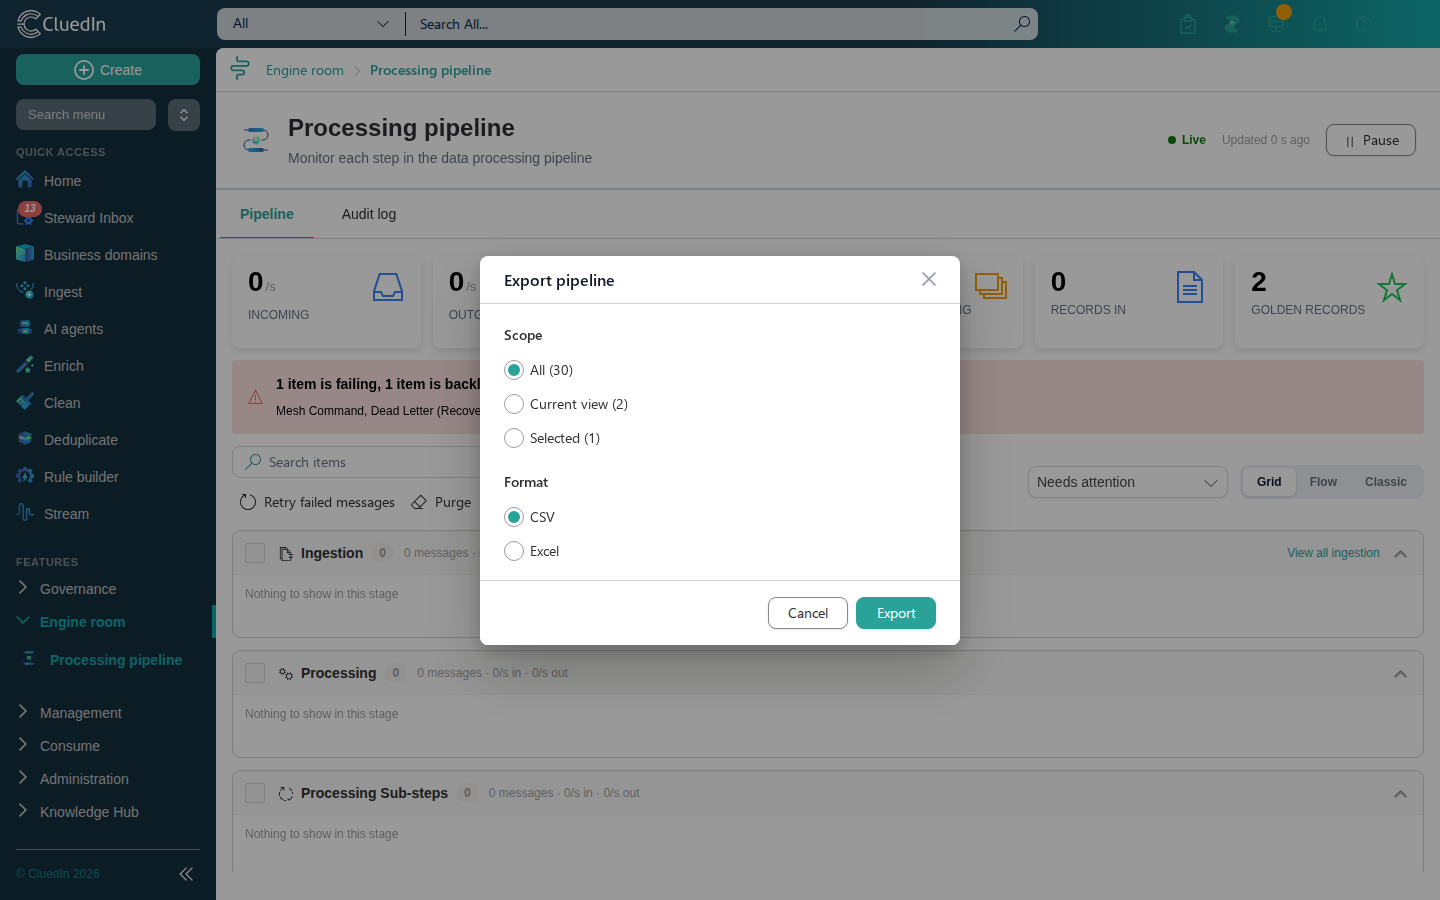 CluedIn
All
Search All...
Create
Search menu
QUICK ACCESS
Home
13
Steward Inbox
Business domains
Ingest
AI agents
Enrich
Clean
Deduplicate
Rule builder
Stream
FEATURES
Governance
Engine room
Processing pipeline
Management
Consume
Administration
Knowledge Hub
© CluedIn 2026
Engine room
Processing pipeline
Processing pipeline
Monitor each step in the data processing pipeline
Live
Updated 0 s ago
Pause
Pipeline
Audit log
0 /s
INCOMING
0 /s
0
RECORDS IN
2
GOLDEN RECORDS
1 item is failing, 1 item is
Mesh Command, Dead Letter
Search items
Needs attention
Grid
Flow
Classic
Retry failed messages
Purge
Ingestion
0
0 messages ·
View all ingestion
Nothing to show in this stage
Processing
0
0 messages · 0/s in · 0/s out
Nothing to show in this stage
Processing Sub-steps
0
0 messages · 0/s in · 0/s out
Nothing to show in this stage
Export pipeline
Scope
All (30)
Current view (2)
Selected (1)
Format
CSV
Excel
Cancel
Export